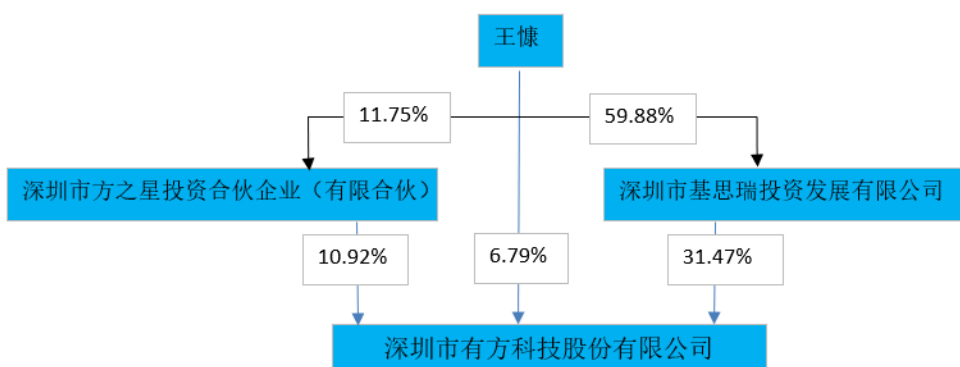 王慷
11.75%
59.88%
深圳市方之星投资合伙企业（有限合伙）
深圳市基思瑞投资发展有限公司
10.92%
6.79%
31.47%
深圳市有方科技股份有限公司